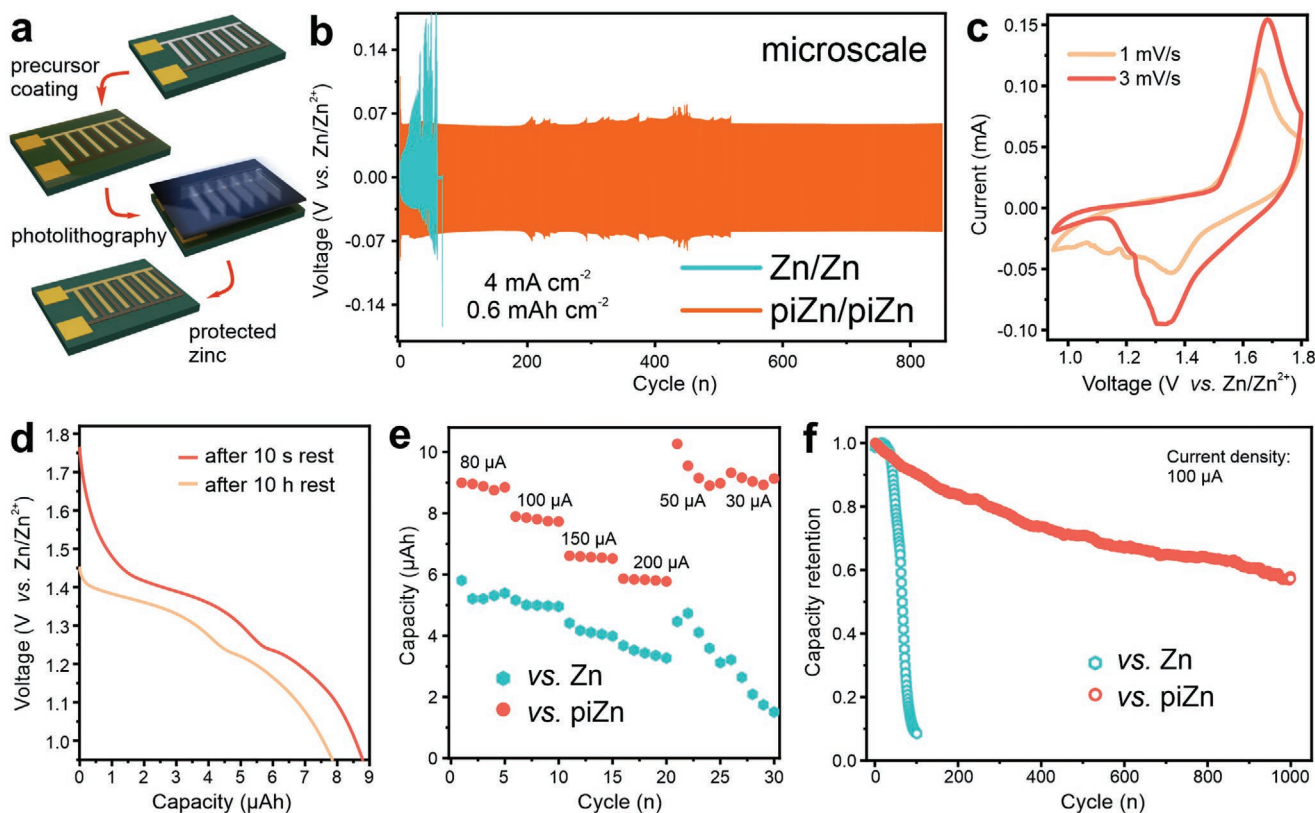 a
precursor
coating
photolithography
protected
zinc
b
microscale
Voltage (V vs. Zn/Zn²⁺)
0.14
0.07
0.00
-0.07
-0.14
4 mA cm⁻²
0.6 mAh cm⁻²
Zn/Zn
piZn/piZn
0 200 400 600 800
Cycle (n)
c
1 mV/s
3 mV/s
Current (mA)
0.15
0.10
0.05
0.00
-0.05
-0.10
1.0 1.2 1.4 1.6 1.8
Voltage (V vs. Zn/Zn²⁺)
d
after 10 s rest
after 10 h rest
Voltage (V vs. Zn/Zn²⁺)
1.8
1.7
1.6
1.5
1.4
1.3
1.2
1.1
1.0
0 1 2 3 4 5 6 7 8 9
Capacity (µAh)
e
Capacity (µAh)
10
8
6
4
2
0
80 µA
100 µA
150 µA
200 µA
50 µA
30 µA
vs. Zn
vs. piZn
0 5 10 15 20 25 30
Cycle (n)
f
Current density:
100 µA
Capacity retention
1.0
0.8
0.6
0.4
0.2
0.0
vs. Zn
vs. piZn
0 200 400 600 800 1000
Cycle (n)